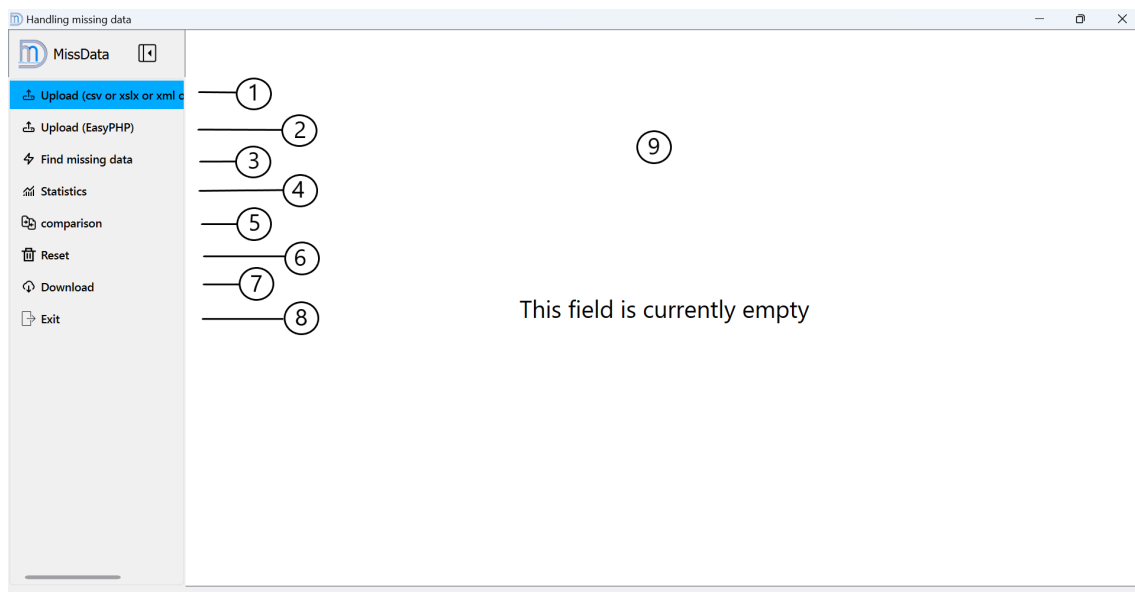 Handling missing data
MissData
Upload (csv or xslx or xml c
1
Upload (EasyPHP)
2
9
Find missing data
3
Statistics
4
comparison
5
Reset
6
Download
7
Exit
8
This field is currently empty